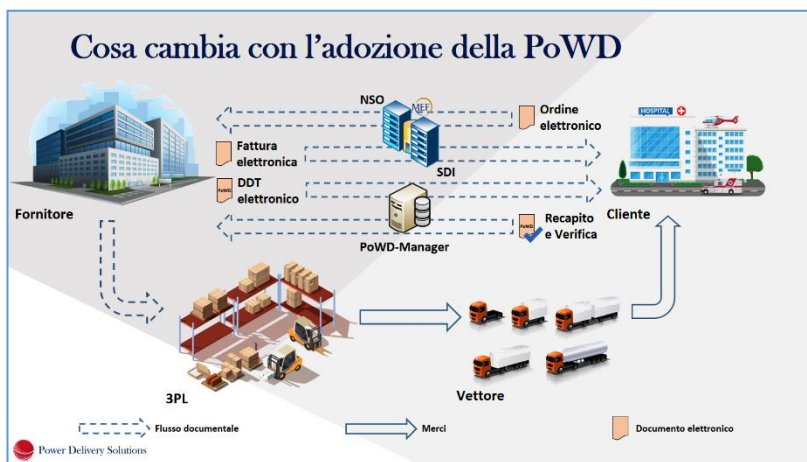 Cosa cambia con l'adozione della PoWD
NSO
MEF
Ordine
elettronico
HOSPITAL
Fattura
elettronica
SDI
PoWD
DDT
elettronico
Fornitore
Cliente
PoWD
Recapito
e Verifica
PoWD-Manager
3PL
Vettore
Flusso documentale
Merci
Documento elettronico
Power Delivery Solutions